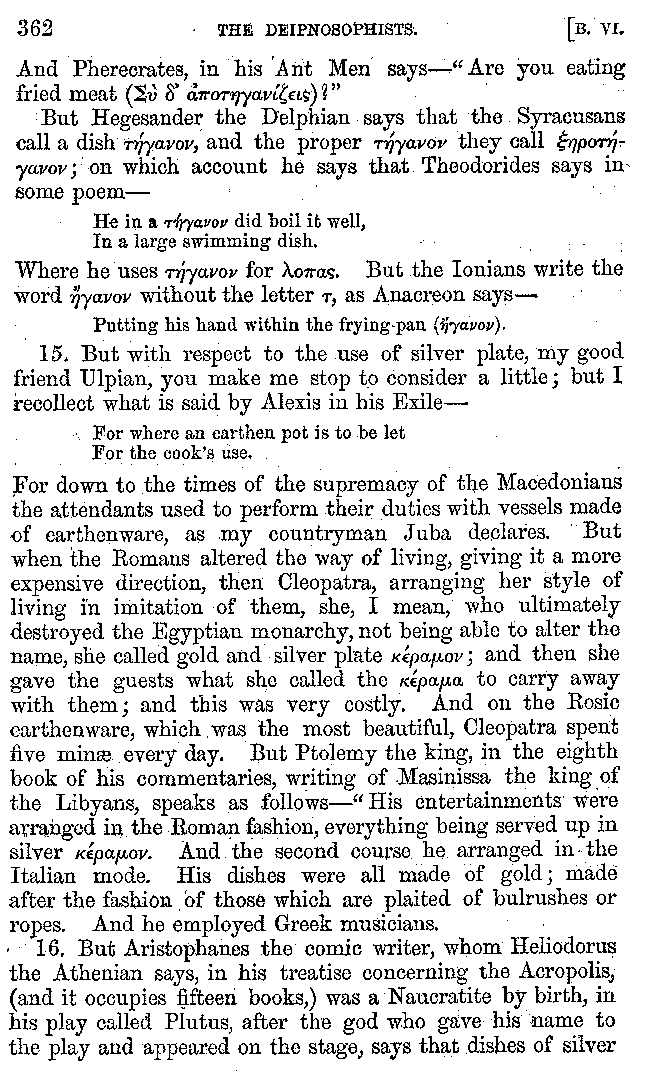 362 THE DEIPNOSOPHISTS. [B. VI.
And Pherecrates, in his Ant Men says—“Are you eating
fried meat (Σὺ δ’ ἀποτηγανίζεις)?”
But Hegesander the Delphian says that the Syracusans
call a dish τήγανον, and the proper τήγανον they call ξηροτή-
γανον; on which account he says that Theodorides says in
some poem—
He in a τήγανον did boil it well,
In a large swimming dish.
Where he uses τήγανον for λοπας. But the Ionians write the
word ἤγανον without the letter τ, as Anacreon says—
Putting his hand within the frying-pan (ἤγανον).
15. But with respect to the use of silver plate, my good
friend Ulpian, you make me stop to consider a little; but I
recollect what is said by Alexis in his Exile—
For where an earthen pot is to be let
For the cook’s use.
For down to the times of the supremacy of the Macedonians
the attendants used to perform their duties with vessels made
of earthenware, as my countryman Juba declares. But
when the Romans altered the way of living, giving it a more
expensive direction, then Cleopatra, arranging her style of
living in imitation of them, she, I mean, who ultimately
destroyed the Egyptian monarchy, not being able to alter the
name, she called gold and silver plate κέραμον; and then she
gave the guests what she called the κέραμα to carry away
with them; and this was very costly. And on the Rosic
earthenware, which was the most beautiful, Cleopatra spent
five minæ every day. But Ptolemy the king, in the eighth
book of his commentaries, writing of Masinissa the king of
the Libyans, speaks as follows—“His entertainments were
arranged in the Roman fashion, everything being served up in
silver κέραμον. And the second course he arranged in the
Italian mode. His dishes were all made of gold; made
after the fashion of those which are plaited of bulrushes or
ropes. And he employed Greek musicians.
16. But Aristophanes the comic writer, whom Heliodorus
the Athenian says, in his treatise concerning the Acropolis,
(and it occupies fifteen books,) was a Naucratite by birth, in
his play called Plutus, after the god who gave his name to
the play and appeared on the stage, says that dishes of silver